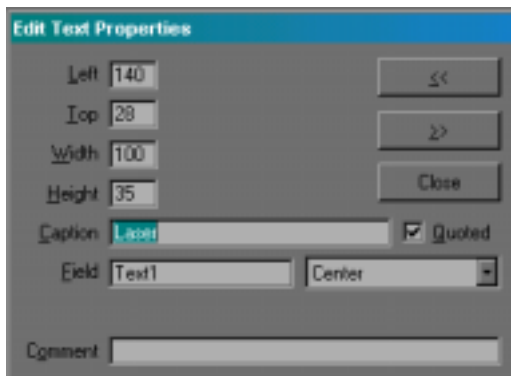 Edit Text Properties
Left 140
<<
Top 28
>>
Width 100
Close
Height 35
Caption Laser Quoted
Field Text1 Center
Comment